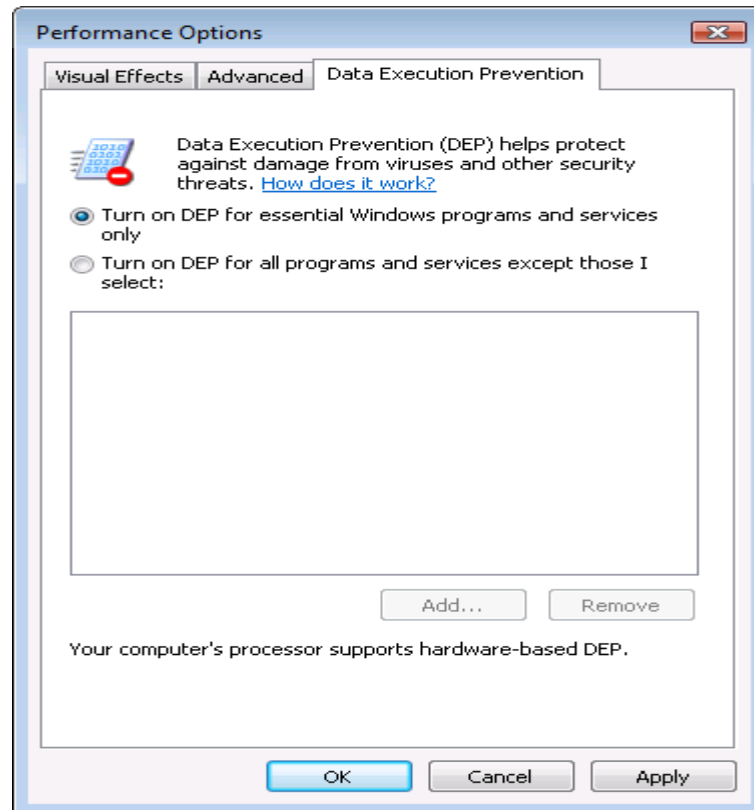 Performance Options
Visual Effects
Advanced
Data Execution Prevention
Data Execution Prevention (DEP) helps protect
against damage from viruses and other security
threats. How does it work?
Turn on DEP for essential Windows programs and services
only
Turn on DEP for all programs and services except those I
select:
Add...
Remove
Your computer's processor supports hardware-based DEP.
OK
Cancel
Apply